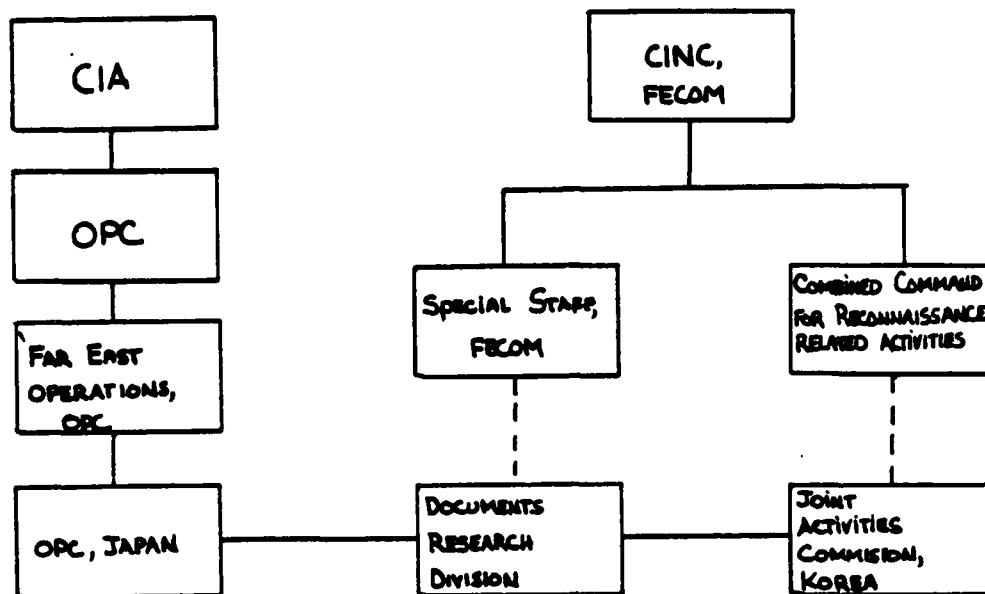 CIA
CINC,
FECOM
OPC
SPECIAL STAFF,
FECOM
COMBINED COMMAND
FOR RECONNAISSANCE
RELATED ACTIVITIES
FAR EAST
OPERATIONS,
OPC
OPC, JAPAN
DOCUMENTS
RESEARCH
DIVISION
JOINT
ACTIVITIES
COMMISION,
KOREA